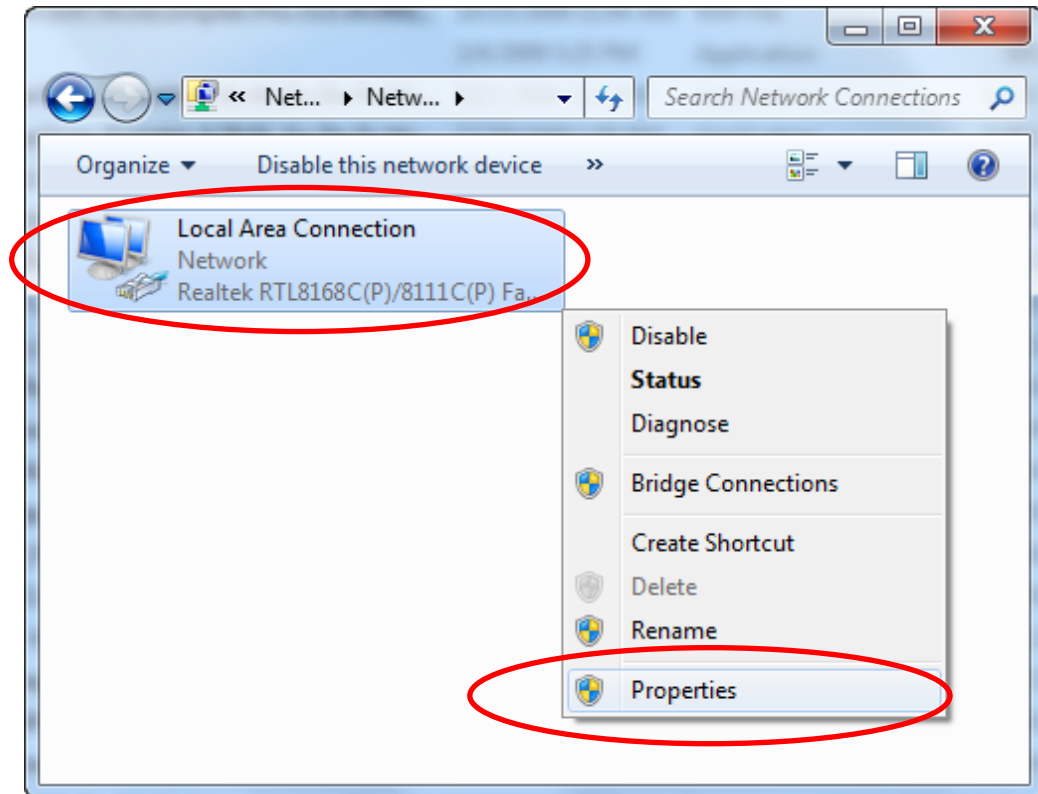 « Net... Netw...
Search Network Connections
Organize Disable this network device »
Local Area Connection
Network
Realtek RTL8168C(P)/8111C(P) Fa...
Disable
Status
Diagnose
Bridge Connections
Create Shortcut
Delete
Rename
Properties